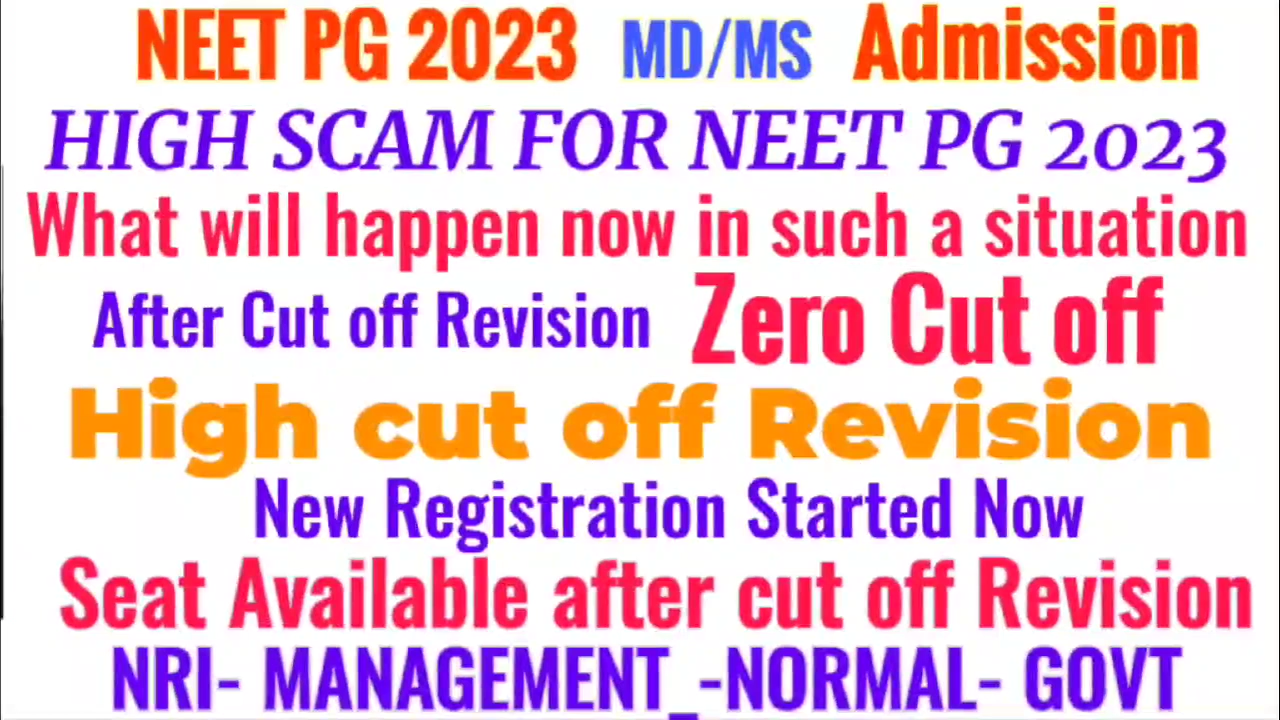 NEET PG 2023 MD/MS Admission
HIGH SCAM FOR NEET PG 2023
What will happen now in such a situation
After Cut off Revision Zero Cut off
High cut off Revision
New Registration Started Now
Seat Available after cut off Revision
NRI- MANAGEMENT_-NORMAL- GOVT